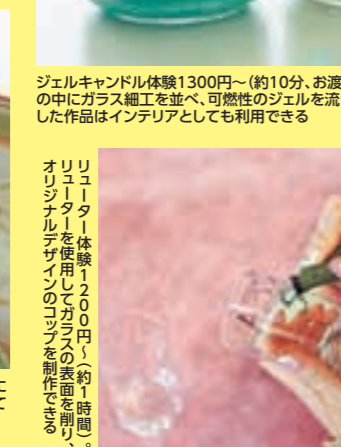 ジェルキャンドル体験1300円〜（約10分、お渡
の中にガラス細工を並べ、可燃性のジェルを流
した作品はインテリアとしても利用できる
リューター体験1200円〜（約1時間）。
リューターを使用してガラスの表面を削り、
オリジナルデザインのコップを制作できる